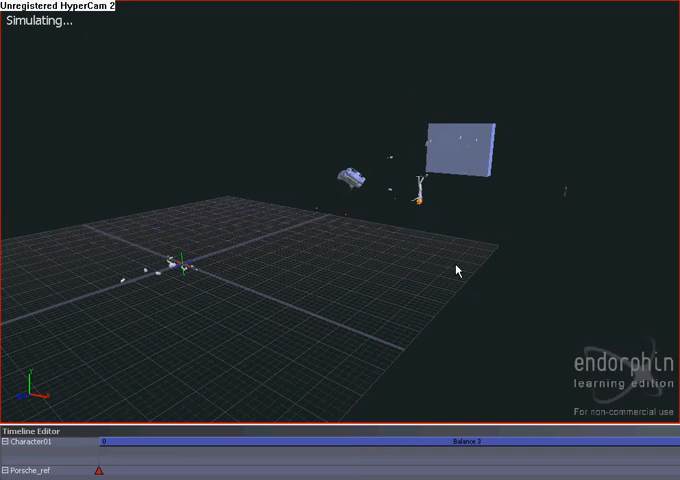 Unregistered HyperCam 2
Simulating...
endorphin
learning edition
For non-commercial use
Timeline Editor
Character01
0
Balance 3
Porsche_ref